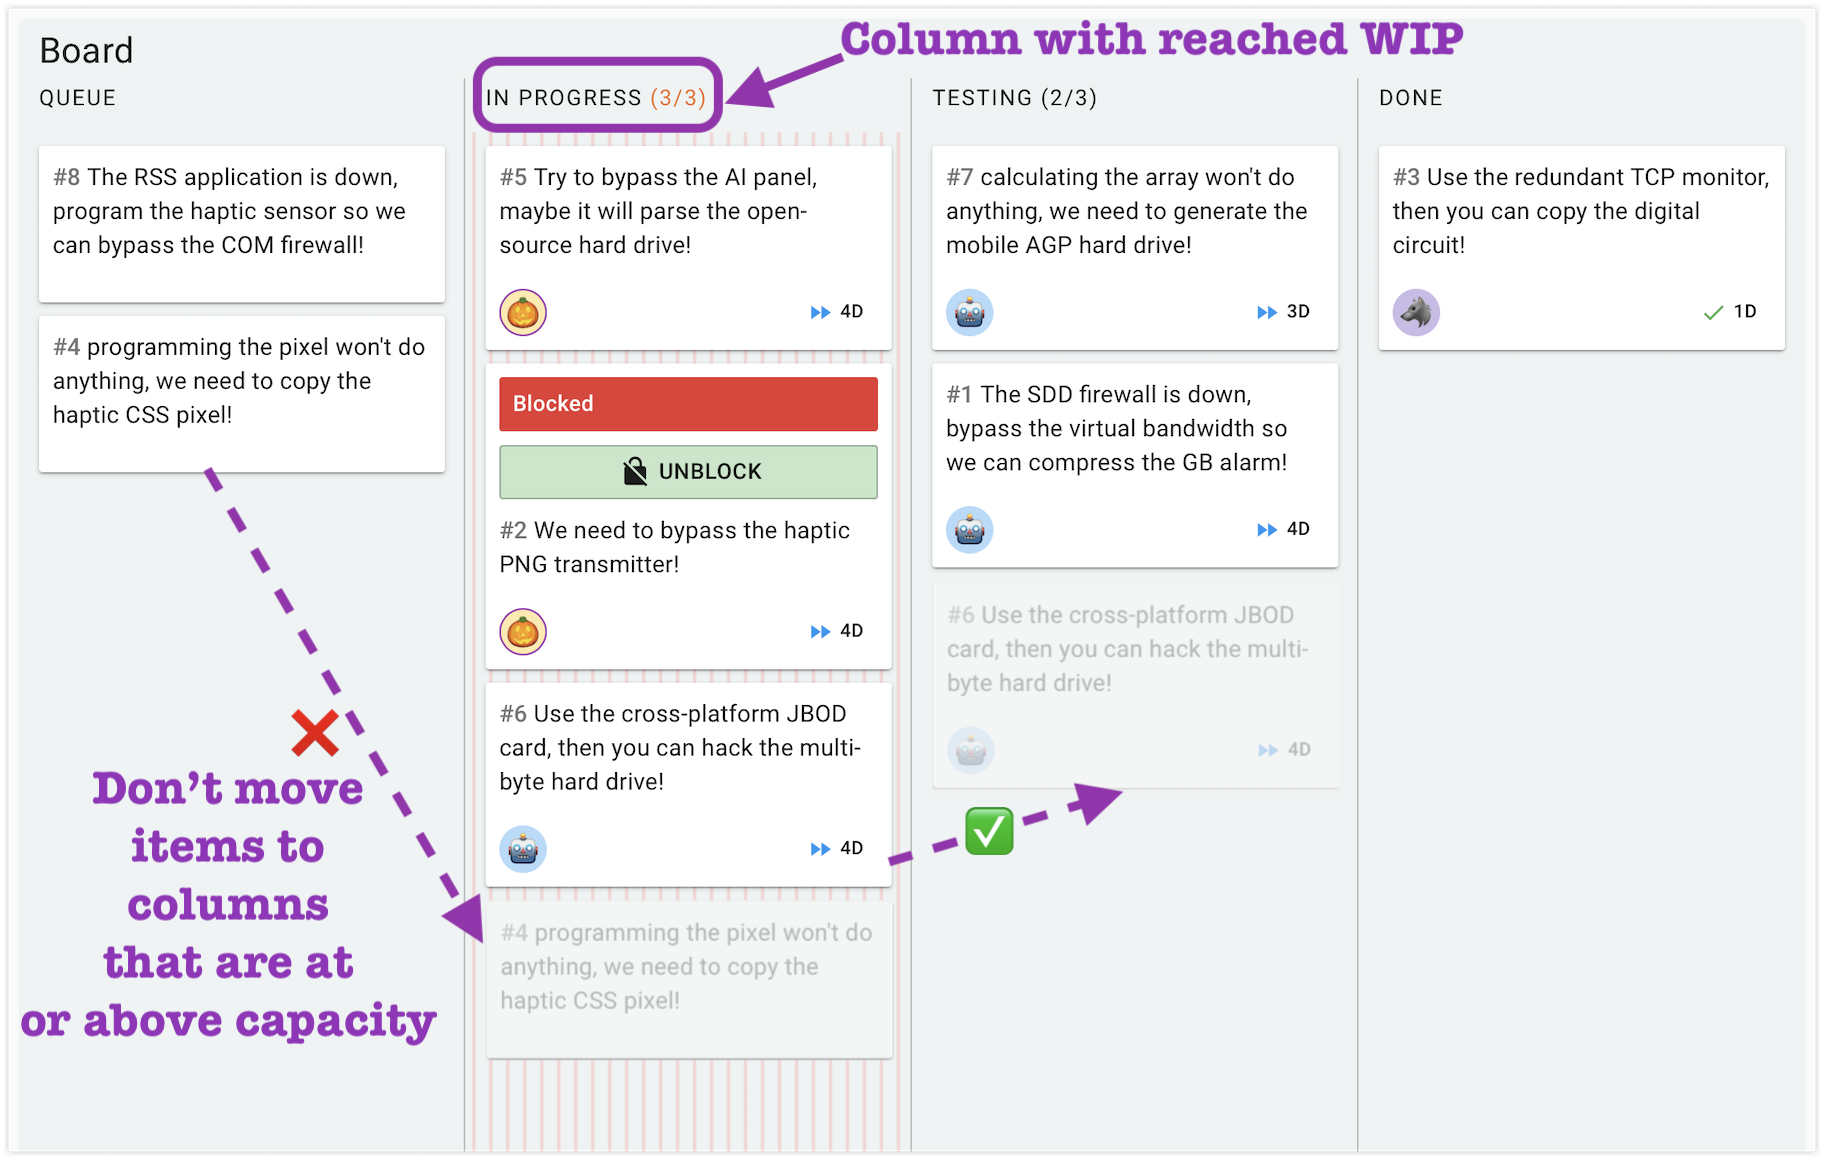 Column with reached WIP
Board
QUEUE
#8 The RSS application is down,
program the haptic sensor so we
can bypass the COM firewall!
#4 programming the pixel won't do
anything, we need to copy the
haptic CSS pixel!
Don’t move
items to
columns
that are at
or above capacity
IN PROGRESS (3/3)
#5 Try to bypass the AI panel,
maybe it will parse the open-
source hard drive!
4D
Blocked
UNBLOCK
#2 We need to bypass the haptic
PNG transmitter!
4D
#6 Use the cross-platform JBOD
card, then you can hack the multi-
byte hard drive!
4D
#4 programming the pixel won't do
anything, we need to copy the
haptic CSS pixel!
TESTING (2/3)
#7 calculating the array won't do
anything, we need to generate the
mobile AGP hard drive!
3D
#1 The SDD firewall is down,
bypass the virtual bandwidth so
we can compress the GB alarm!
4D
#6 Use the cross-platform JBOD
card, then you can hack the multi-
byte hard drive!
4D
DONE
#3 Use the redundant TCP monitor,
then you can copy the digital
circuit!
1D